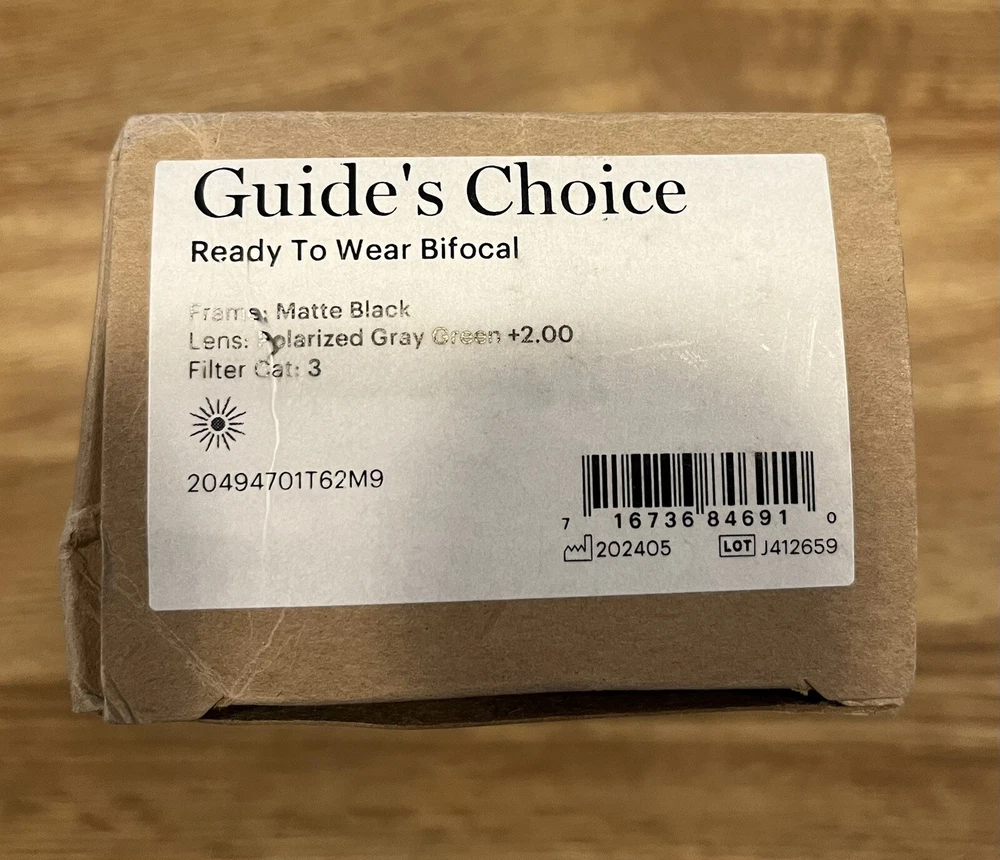 Guide's Choice
Ready To Wear Bifocal
Frame: Matte Black
Lens: Polarized Gray Green +2.00
Filter Cat: 3
20494701T62M9
7 16736 84691 0
202405 LOT J412659